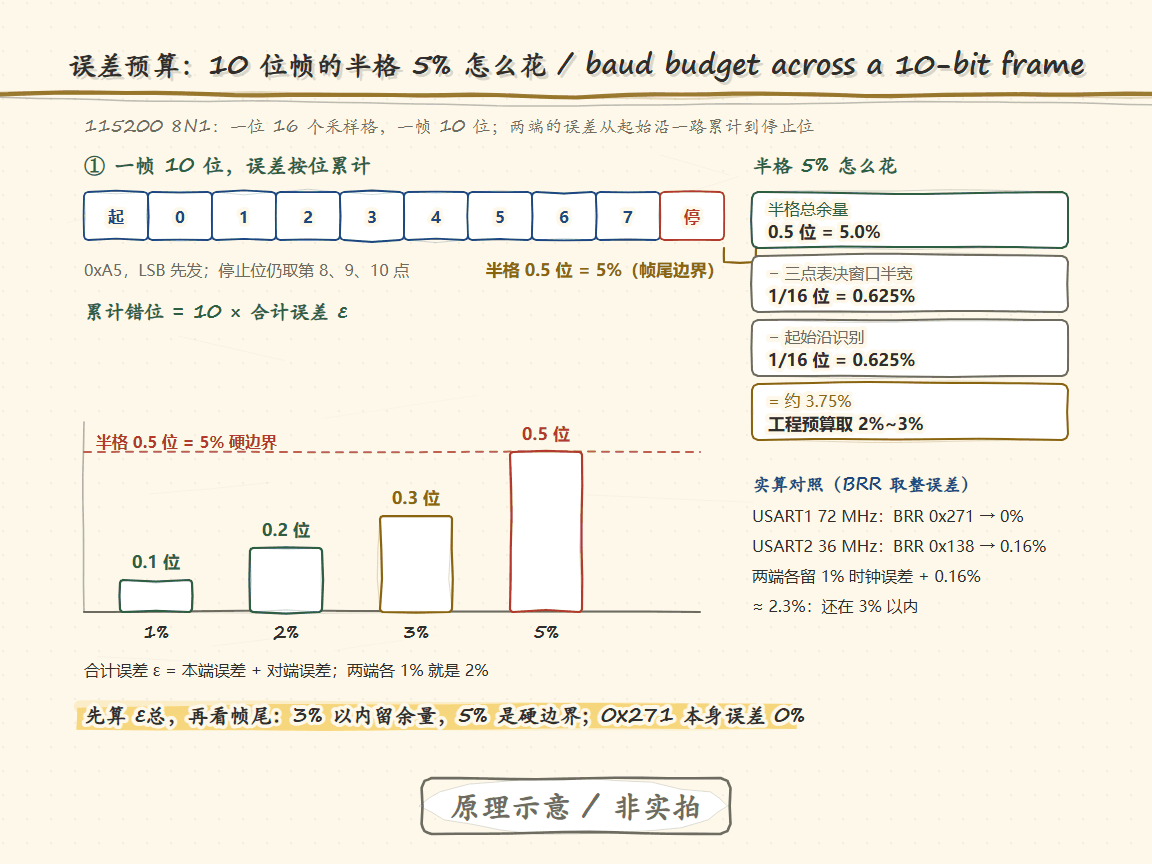 误差预算：10 位帧的半格 5% 怎么花 / baud budget across a 10-bit frame
115200 8N1：一位 16 个采样格，一帧 10 位；两端的误差从起始沿一路累计到停止位
① 一帧 10 位，误差按位累计
起 0 1 2 3 4 5 6 7 停
0xA5，LSB 先发；停止位仍取第 8、9、10 点
半格 0.5 位 = 5%（帧尾边界）
累计错位 = 10 × 合计误差 ε
半格 0.5 位 = 5% 硬边界
0.1 位
0.2 位
0.3 位
0.5 位
1% 2% 3% 5%
合计误差 ε = 本端误差 + 对端误差；两端各 1% 就是 2%
半格 5% 怎么花
半格总余量
0.5 位 = 5.0%
− 三点表决窗口半宽
1/16 位 = 0.625%
− 起始沿识别
1/16 位 = 0.625%
= 约 3.75%
工程预算取 2%~3%
实算对照（BRR 取整误差）
USART1 72 MHz：BRR 0x271 → 0%
USART2 36 MHz：BRR 0x138 → 0.16%
两端各留 1% 时钟误差 + 0.16%
≈ 2.3%：还在 3% 以内
先算 ε总，再看帧尾：3% 以内留余量，5% 是硬边界；0x271 本身误差 0%
原理示意 / 非实拍